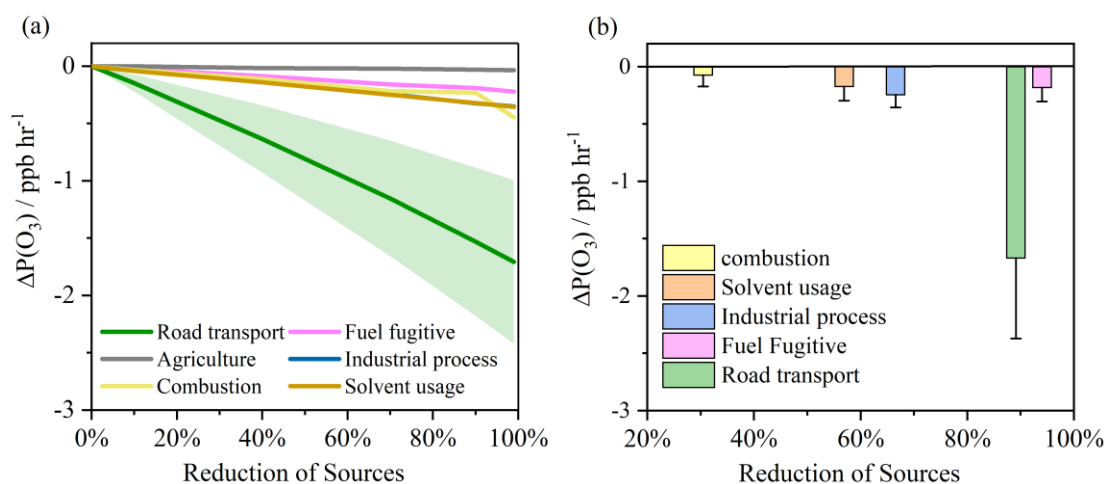 (a)
ΔP(O₃) / ppb hr⁻¹
0
-1
-2
-3
Road transport
Fuel fugitive
Agriculture
Industrial process
Combustion
Solvent usage
0% 20% 40% 60% 80% 100%
Reduction of Sources
(b)
ΔP(O₃) / ppb hr⁻¹
0
-1
-2
-3
combustion
Solvent usage
Industrial process
Fuel Fugitive
Road transport
20% 40% 60% 80% 100%
Reduction of Sources